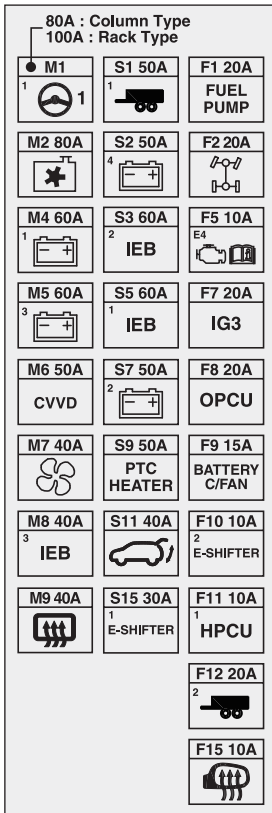 80A : Column Type
100A : Rack Type
M1 S1 50A F1 20A
1 1 1 FUEL
PUMP
M2 80A S2 50A F2 20A
4 - +
M4 60A S3 60A F5 10A
1 - + 2 IEB E4
M5 60A S5 60A F7 20A
3 - + 1 IEB IG3
M6 50A S7 50A F8 20A
CVVD 2 - + OPCU
M7 40A S9 50A F9 15A
PTC BATTERY
HEATER C/FAN
M8 40A S11 40A F10 10A
3 IEB 2 E-SHIFTER
M9 40A S15 30A F11 10A
1 E-SHIFTER 1 HPCU
F12 20A
2
F15 10A